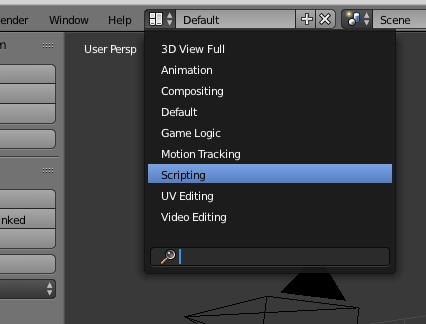 ender Window Help Default Scene
m
User Persp
3D View Full
Animation
Compositing
Default
Game Logic
Motion Tracking
Scripting
UV Editing
nked
Video Editing